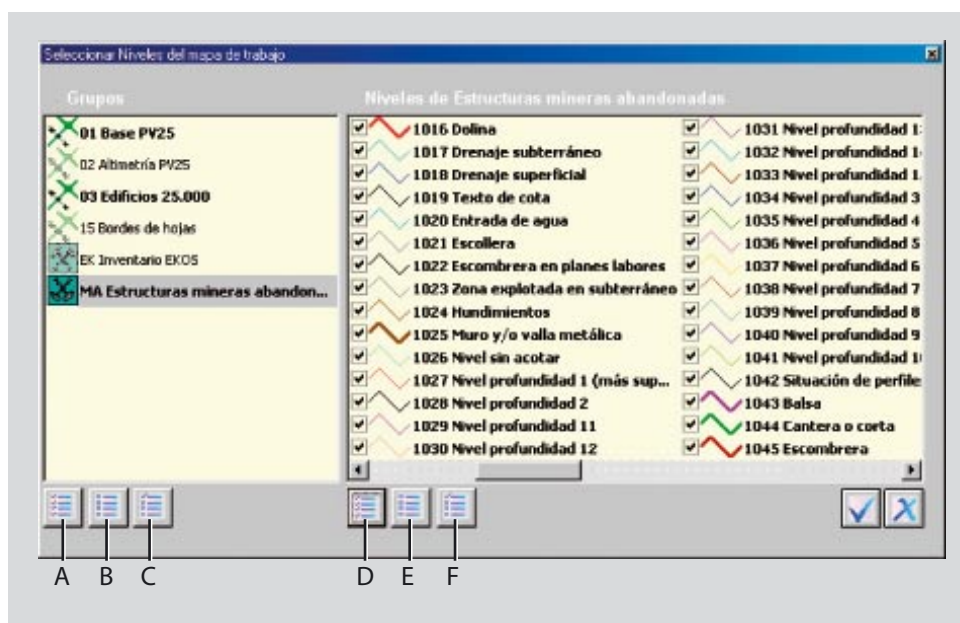 Seleccionar Niveles del mapa de trabajo
Grupos
Niveles de Estructuras mineras abandonadas
01 Base PV25
02 Altimetría PV25
03 Edificios 25.000
15 Bordes de hojas
EK Inventario EKOS
MA Estructuras mineras abandon...
1016 Dolina
1017 Drenaje subterráneo
1018 Drenaje superficial
1019 Texto de cota
1020 Entrada de agua
1021 Escollera
1022 Escombrera en planes labores
1023 Zona explotada en subterráneo
1024 Hundimientos
1025 Muro y/o valla metálica
1026 Nivel sin acotar
1027 Nivel profundidad 1 (más sup...
1028 Nivel profundidad 2
1029 Nivel profundidad 11
1030 Nivel profundidad 12
1031 Nivel profundidad 1
1032 Nivel profundidad 1
1033 Nivel profundidad 1
1034 Nivel profundidad 3
1035 Nivel profundidad 4
1036 Nivel profundidad 5
1037 Nivel profundidad 6
1038 Nivel profundidad 7
1039 Nivel profundidad 8
1040 Nivel profundidad 9
1041 Nivel profundidad 1
1042 Situación de perfile
1043 Balsa
1044 Cantera o corta
1045 Escombrera
A B C D E F